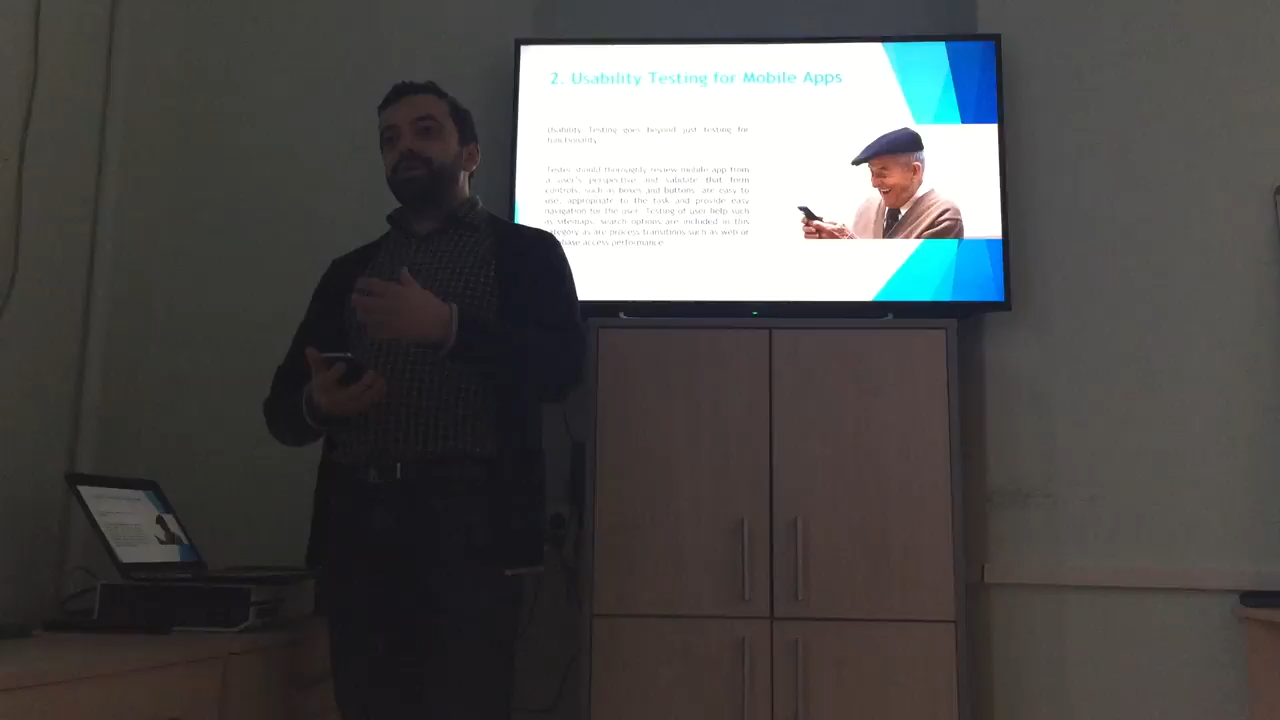 2. Usability Testing for Mobile Apps
Usability Testing goes beyond just testing for
functionality.
Tester should thoroughly review mobile app from
a user's perspective and validate that form
controls, such as boxes and buttons, are easy to
use, appropriate to the task and provide easy
navigation for the user. Testing of user help such
as sitemaps, search options are included in this
category as are process transitions such as web or
base access performance.